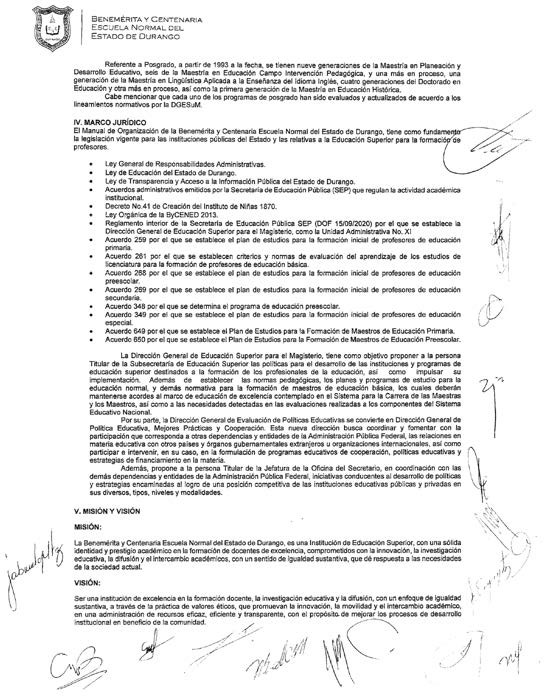 BENEMÉRITA Y CENTENARIA
ESCUELA NORMAL DEL
ESTADO DE DURANGO
Referente a Posgrado, a partir de 1993 a la fecha, se tienen nueve generaciones de la Maestría en Planeación y
Desarrollo Educativo, seis de la Maestría en Educación Campo Intervención Pedagógica, y una más en proceso, una
generación de la Maestría en Lingüística Aplicada a la Enseñanza del Idioma Inglés, cuatro generaciones del Doctorado en
Educación y otra más en proceso, así como la primera generación de la Maestría en Educación Histórica.
Cabe mencionar que cada uno de los programas de posgrado han sido evaluados y actualizados de acuerdo a los
lineamientos normativos por la DGESuM.
IV. MARCO JURÍDICO
El Manual de Organización de la Benemérita y Centenaria Escuela Normal del Estado de Durango, tiene como fundamento
la legislación vigente para las instituciones públicas del Estado y las relativas a la Educación Superior para la formación de
profesores.
• Ley General de Responsabilidades Administrativas.
• Ley de Educación del Estado de Durango.
• Ley de Transparencia y Acceso a la Información Pública del Estado de Durango.
• Acuerdos administrativos emitidos por la Secretaría de Educación Pública (SEP) que regulan la actividad académica
institucional.
• Decreto No.41 de Creación del Instituto de Niñas 1870.
• Ley Orgánica de la ByCENED 2013.
• Reglamento interior de la Secretaría de Educación Pública SEP (DOF 15/09/2020) por el que se establece la
Dirección General de Educación Superior para el Magisterio, como la Unidad Administrativa No. XI
• Acuerdo 259 por el que se establece el plan de estudios para la formación inicial de profesores de educación
primaria.
• Acuerdo 261 por el que se establecen criterios y normas de evaluación del aprendizaje de los estudios de
licenciatura para la formación de profesores de educación básica.
• Acuerdo 268 por el que se establece el plan de estudios para la formación inicial de profesores de educación
preescolar.
• Acuerdo 269 por el que se establece el plan de estudios para la formación inicial de profesores de educación
secundaria.
• Acuerdo 348 por el que se determina el programa de educación preescolar.
• Acuerdo 349 por el que se establece el plan de estudios para la formación inicial de profesores de educación
especial.
• Acuerdo 649 por el que se establece el Plan de Estudios para la Formación de Maestros de Educación Primaria.
• Acuerdo 650 por el que se establece el Plan de Estudios para la Formación de Maestros de Educación Preescolar.
La Dirección General de Educación Superior para el Magisterio, tiene como objetivo proponer a la persona
Titular de la Subsecretaría de Educación Superior las políticas para el desarrollo de las instituciones y programas de
educación superior destinados a la formación de los profesionales de la educación, así como impulsar su
implementación. Además de establecer las normas pedagógicas, los planes y programas de estudio para la
educación normal, y demás normativa para la formación de maestros de educación básica, los cuales deberán
mantenerse acordes al marco de educación excelencia contemplado en el Sistema para la Carrera de las Maestras
y los Maestros, así como a las necesidades detectadas en las evaluaciones realizadas a los componentes del Sistema
Educativo Nacional.
Por su parte, la Dirección General de Evaluación de Políticas Educativas se convierte en Dirección General de
Política Educativa, Mejores Prácticas y Cooperación. Esta nueva dirección busca coordinar y fomentar con la
participación que corresponda a otras dependencias y entidades de la Administración Pública Federal, las relaciones en
materia educativa con otros países y órganos gubernamentales extranjeros u organizaciones internacionales, así como
participar e intervenir, en su caso, en la formulación de programas educativos de cooperación, políticas educativas y
estrategias de financiamiento en la materia.
Además, propone a la persona Titular de la Jefatura de la Oficina del Secretario, en coordinación con las
demás dependencias y entidades de la Administración Pública Federal, iniciativas conducentes al desarrollo de políticas
y estrategias encaminadas al logro de una posición competitiva de las instituciones educativas públicas y privadas en
sus diversos, tipos, niveles y modalidades.
V. MISIÓN Y VISIÓN
MISIÓN:
La Benemérita y Centenaria Escuela Normal del Estado de Durango, es una Institución de Educación Superior, con una sólida
identidad y prestigio académico en la formación de docentes de excelencia, comprometidos con la innovación, la investigación
educativa, la difusión y el intercambio académicos, con un sentido de igualdad sustantiva, que dé respuesta a las necesidades
de la sociedad actual.
VISIÓN:
Ser una institución de excelencia en la formación docente, la investigación educativa y la difusión, con un enfoque de igualdad
sustantiva, a través de la práctica de valores éticos, que promuevan la innovación, la movilidad y el intercambio académico,
en una administración de recursos eficaz, eficiente y transparente, con el propósito de mejorar los procesos de desarrollo
institucional en beneficio de la comunidad.